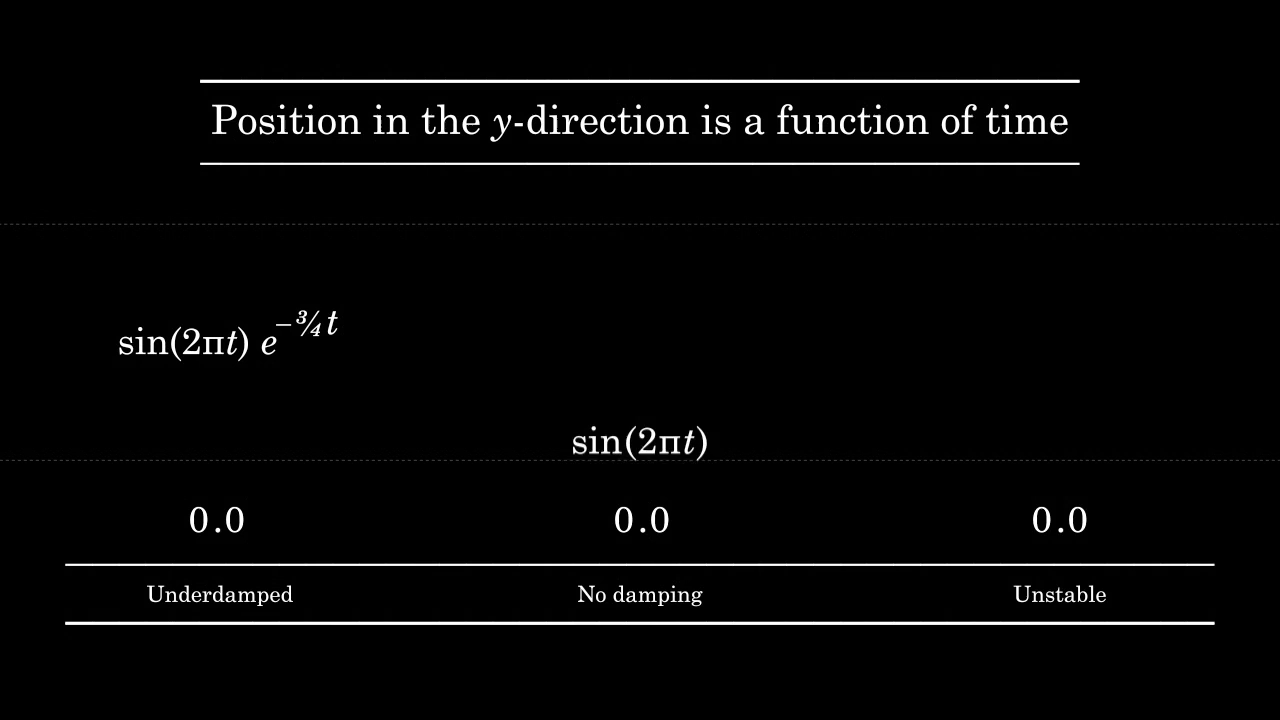 Position in the y-direction is a function of time
sin(2πt) e^−¾t
sin(2πt)
0.0 0.0 0.0
Underdamped No damping Unstable